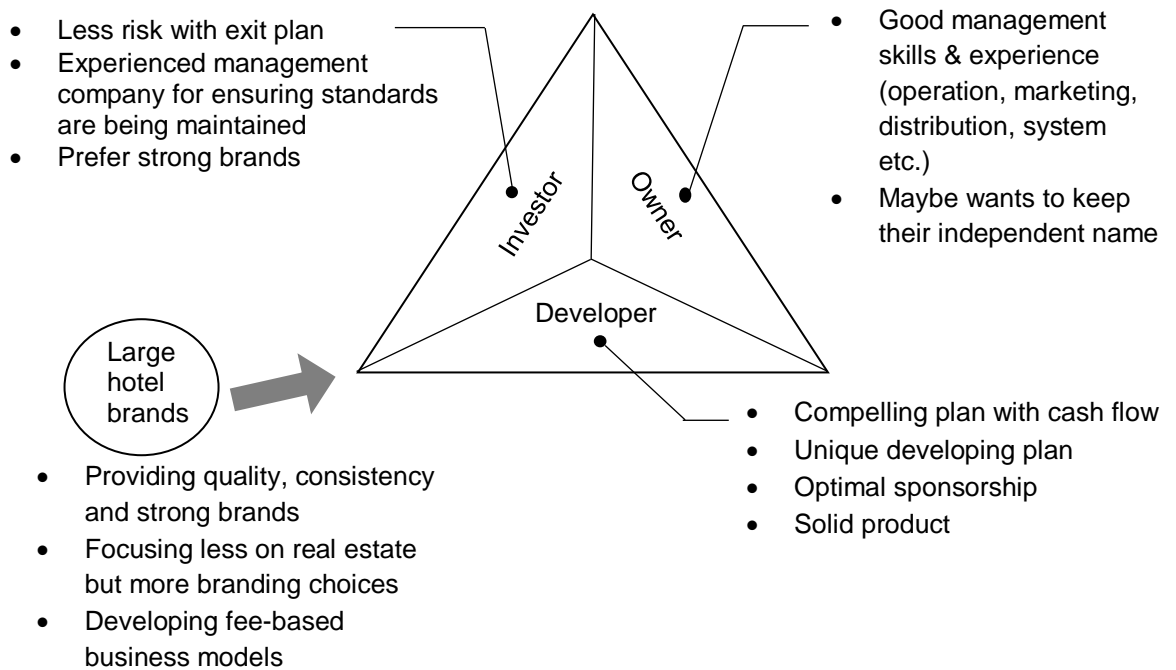 • Less risk with exit plan
• Experienced management
company for ensuring standards
are being maintained
• Prefer strong brands
• Good management
skills & experience
(operation, marketing,
distribution, system
etc.)
• Maybe wants to keep
their independent name
Investor
Owner
Developer
Large
hotel
brands
• Providing quality, consistency
and strong brands
• Focusing less on real estate
but more branding choices
• Developing fee-based
business models
• Compelling plan with cash flow
• Unique developing plan
• Optimal sponsorship
• Solid product